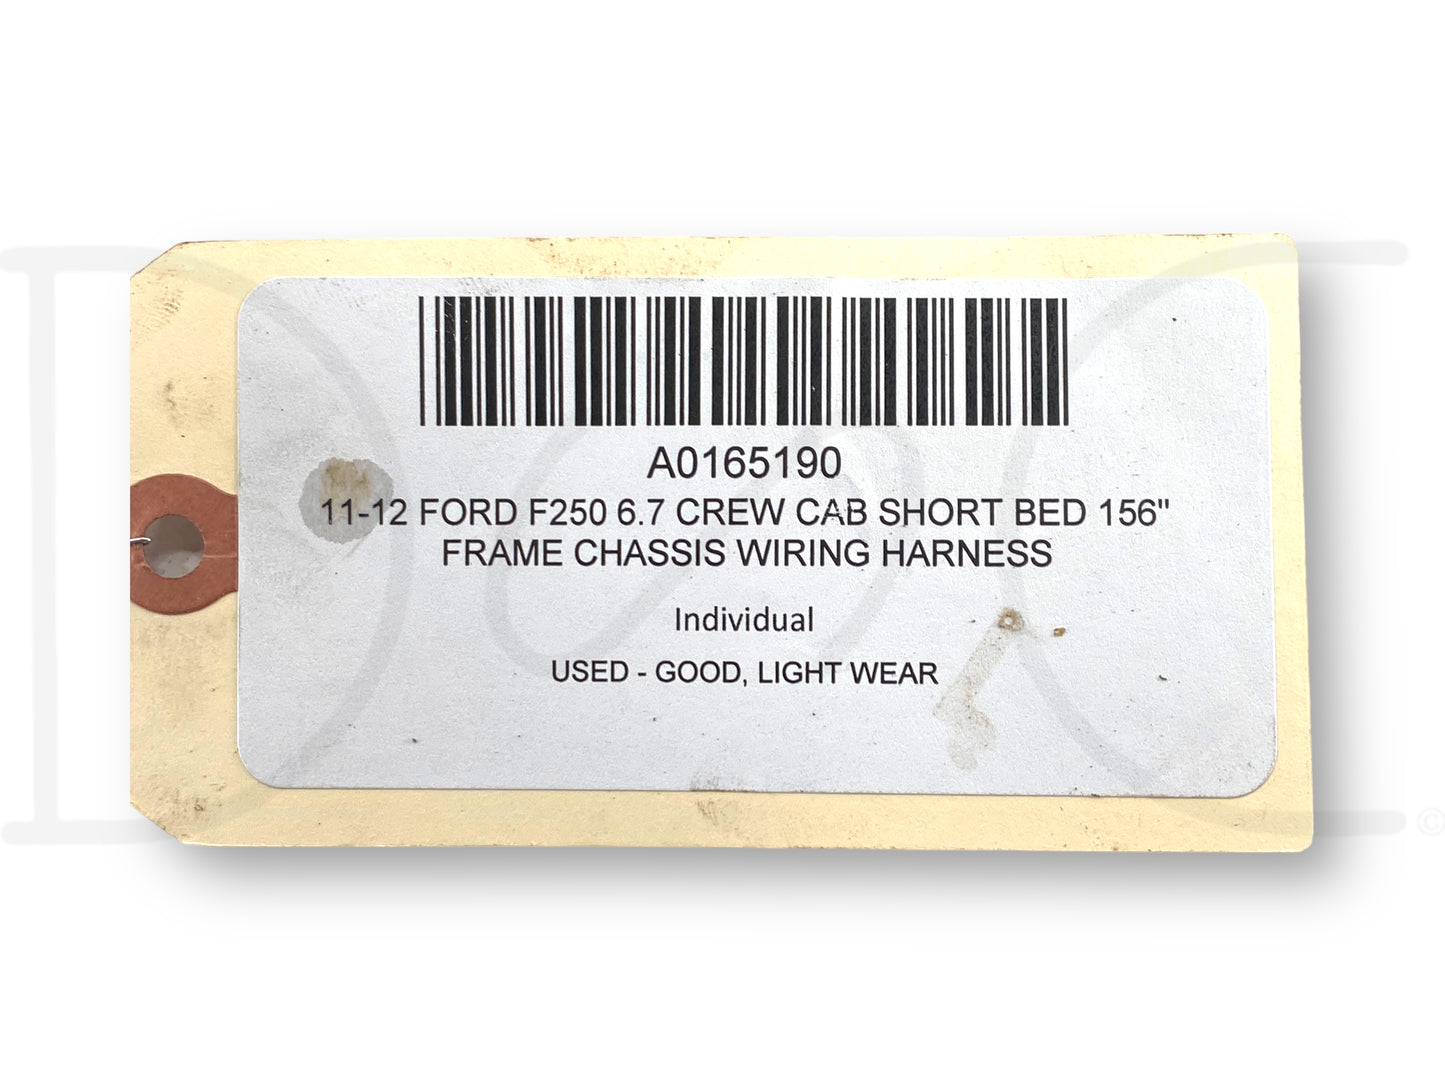 A0165190
11-12 FORD F250 6.7 CREW CAB SHORT BED 156"
FRAME CHASSIS WIRING HARNESS
Individual
USED - GOOD, LIGHT WEAR